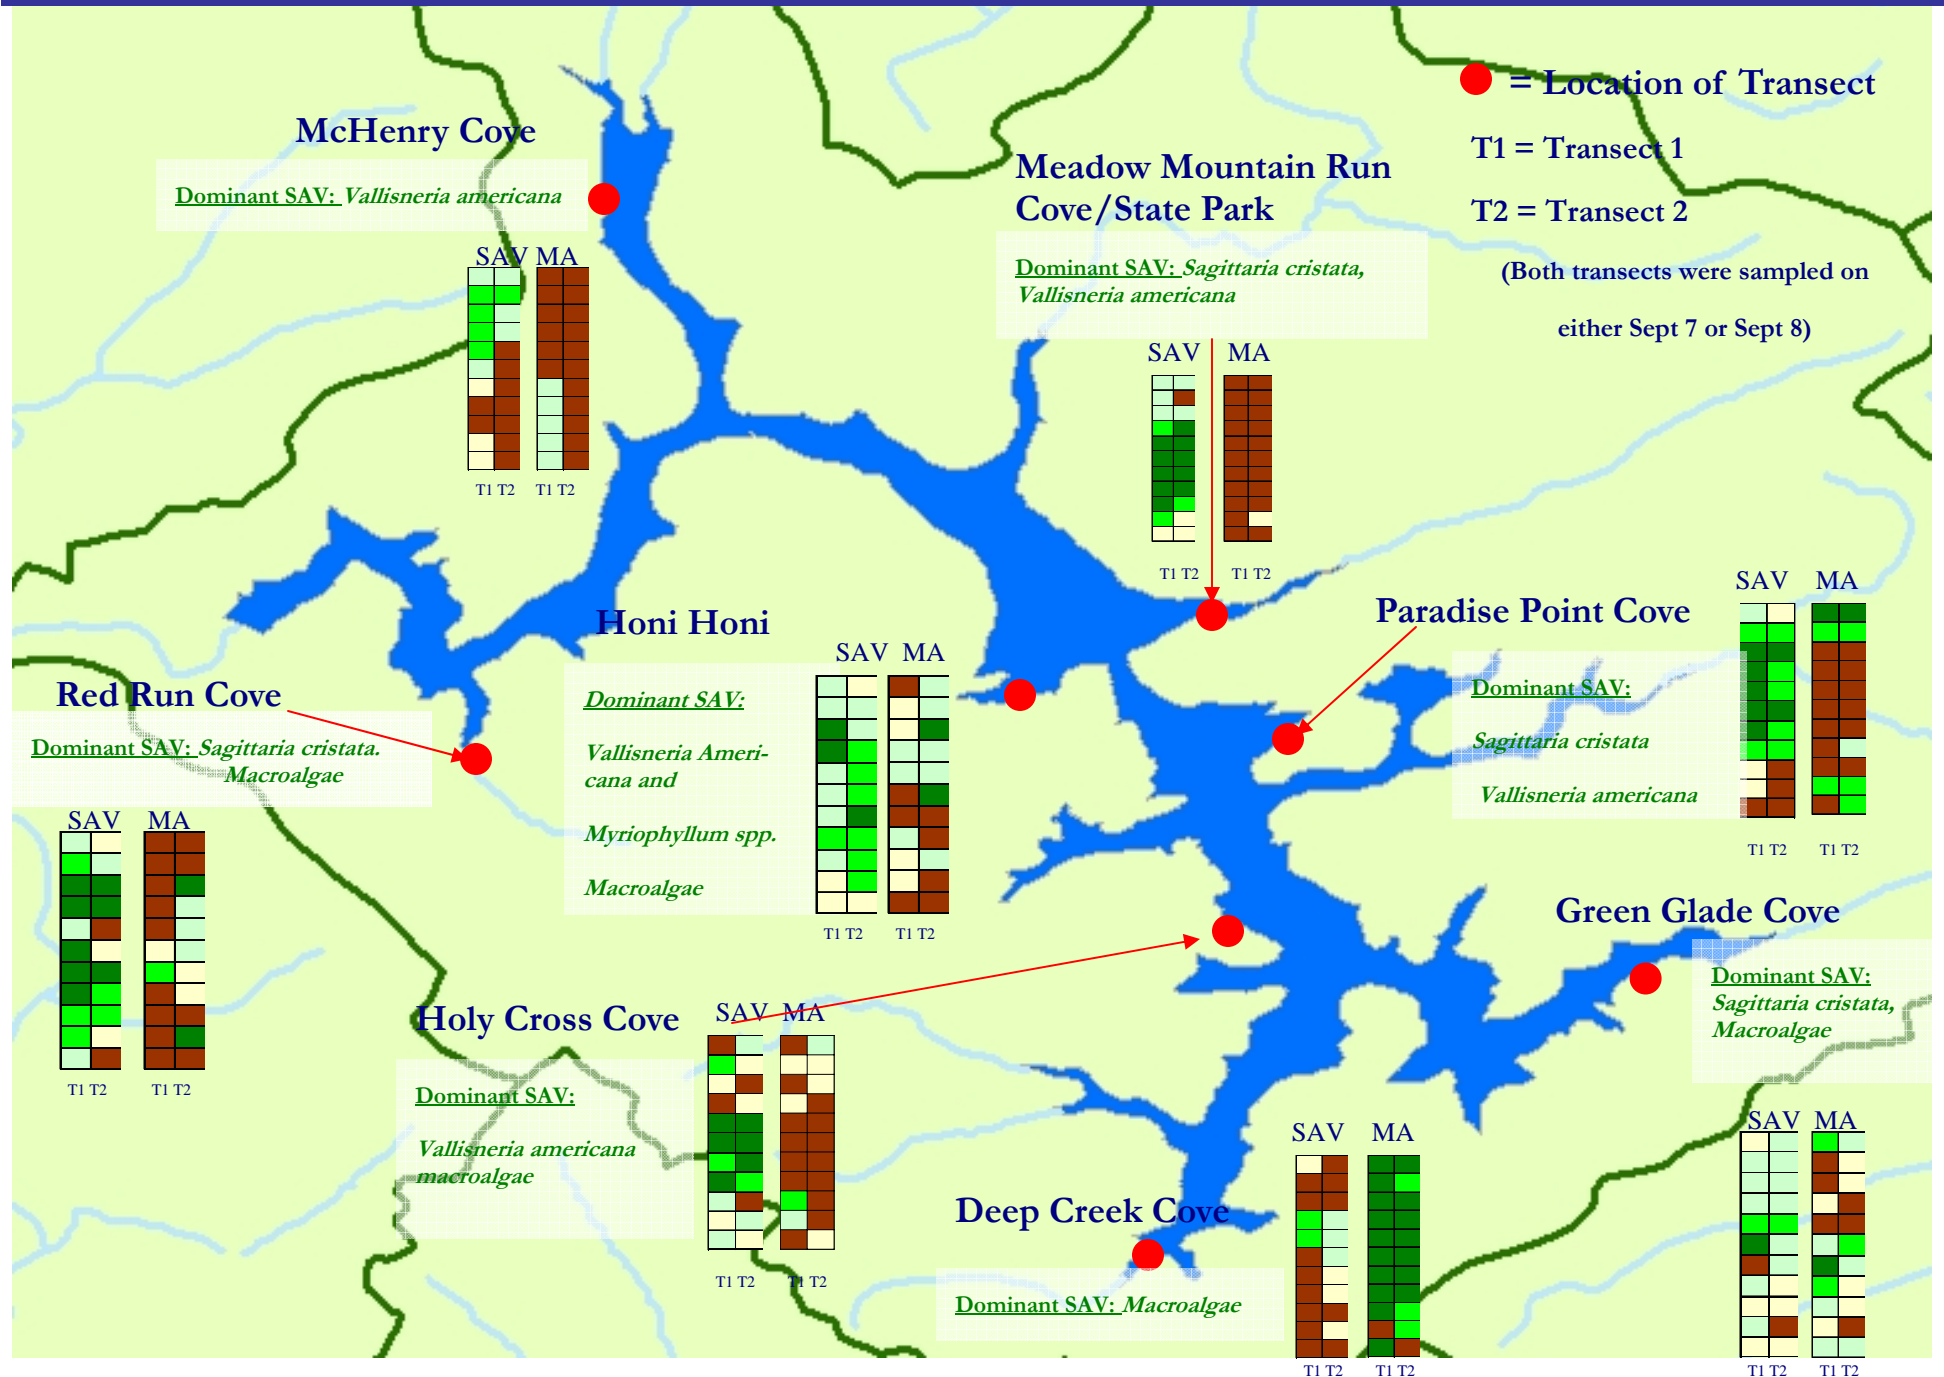 = Location of Transect
T1 = Transect 1
T2 = Transect 2
(Both transects were sampled on
either Sept 7 or Sept 8)
McHenry Cove
Dominant SAV: Vallisneria americana
SAV MA
T1 T2 T1 T2
Meadow Mountain Run
Cove/State Park
Dominant SAV: Sagittaria cristata,
Vallisneria americana
SAV MA
T1 T2 T1 T2
Paradise Point Cove
Dominant SAV:
Sagittaria cristata
Vallisneria americana
SAV MA
T1 T2 T1 T2
Honi Honi
Dominant SAV:
Vallisneria Ameri-
cana and
Myriophyllum spp.
Macroalgae
SAV MA
T1 T2 T1 T2
Red Run Cove
Dominant SAV: Sagittaria cristata.
Macroalgae
SAV MA
T1 T2 T1 T2
Green Glade Cove
Dominant SAV:
Sagittaria cristata,
Macroalgae
SAV MA
T1 T2 T1 T2
Holy Cross Cove
Dominant SAV:
Vallisneria americana
macroalgae
SAV MA
T1 T2 T1 T2
Deep Creek Cove
Dominant SAV: Macroalgae
SAV MA
T1 T2 T1 T2